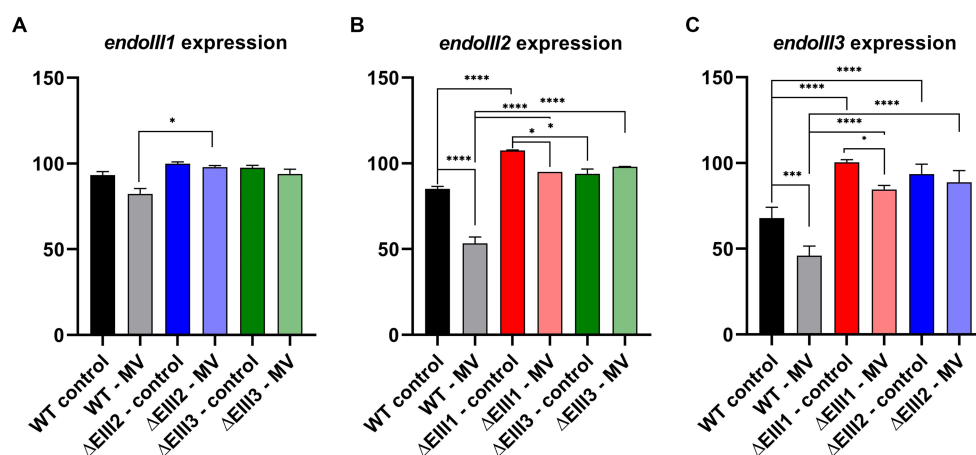 A
endoIII1 expression
150
100
50
0
*
WT control
WT - MV
ΔEIII2 - control
ΔEIII2 - MV
ΔEIII3 - control
ΔEIII3 - MV
B
endoIII2 expression
150
100
50
0
****
****
****
****
*
*
WT control
WT - MV
ΔEIII1 - control
ΔEIII1 - MV
ΔEIII3 - control
ΔEIII3 - MV
C
endoIII3 expression
150
100
50
0
****
****
****
****
*
***
WT control
WT - MV
ΔEIII1 - control
ΔEIII1 - MV
ΔEIII2 - control
ΔEIII2 - MV